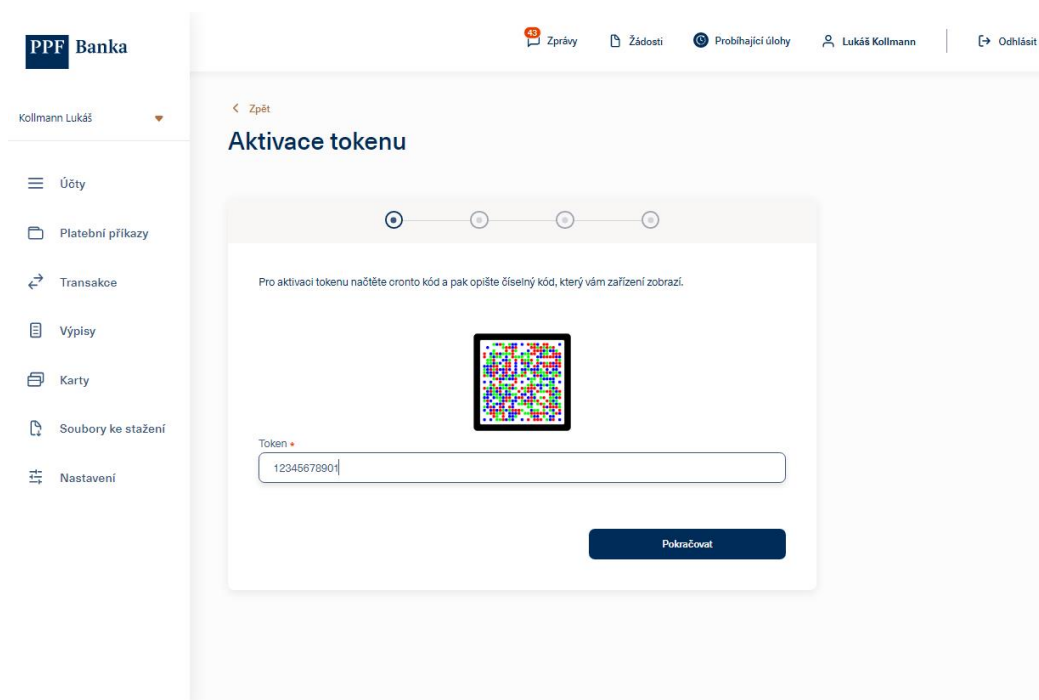 PPF Banka
43
Zprávy
Žádosti
Probíhající úlohy
Lukáš Kollmann
Odhlásit
Kollmann Lukáš
Účty
Platební příkazy
Transakce
Výpisy
Karty
Soubory ke stažení
Nastavení
Zpět
Aktivace tokenu
Pro aktivaci tokenu načtěte cronto kód a pak opište číselný kód, který vám zařízení zobrazí.
Token
12345678901
Pokračovat